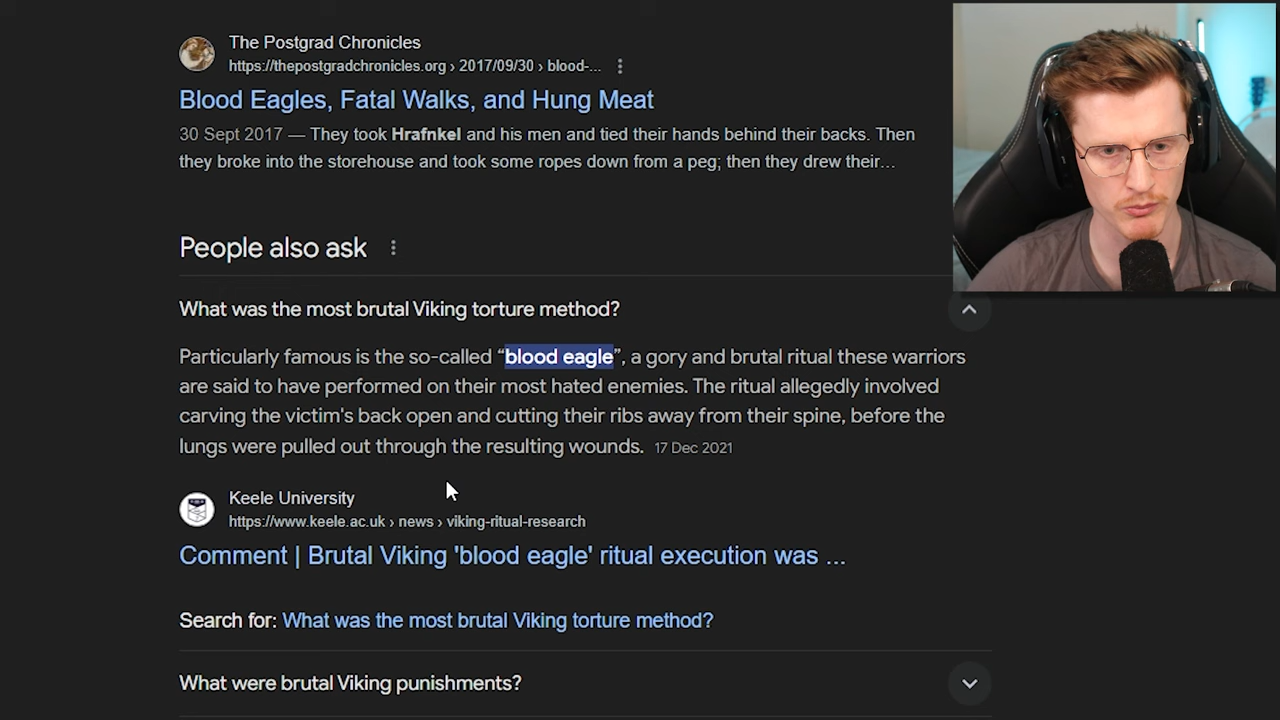 The Postgrad Chronicles
https://thepostgradchronicles.org › 2017/09/30 › blood-...
Blood Eagles, Fatal Walks, and Hung Meat
30 Sept 2017 — They took Hrafnkel and his men and tied their hands behind their backs. Then
they broke into the storehouse and took some ropes down from a peg; then they drew their...
People also ask
What was the most brutal Viking torture method?
Particularly famous is the so-called “blood eagle”, a gory and brutal ritual these warriors
are said to have performed on their most hated enemies. The ritual allegedly involved
carving the victim's back open and cutting their ribs away from their spine, before the
lungs were pulled out through the resulting wounds. 17 Dec 2021
Keele University
https://www.keele.ac.uk › news › viking-ritual-research
Comment | Brutal Viking 'blood eagle' ritual execution was ...
Search for: What was the most brutal Viking torture method?
What were brutal Viking punishments?